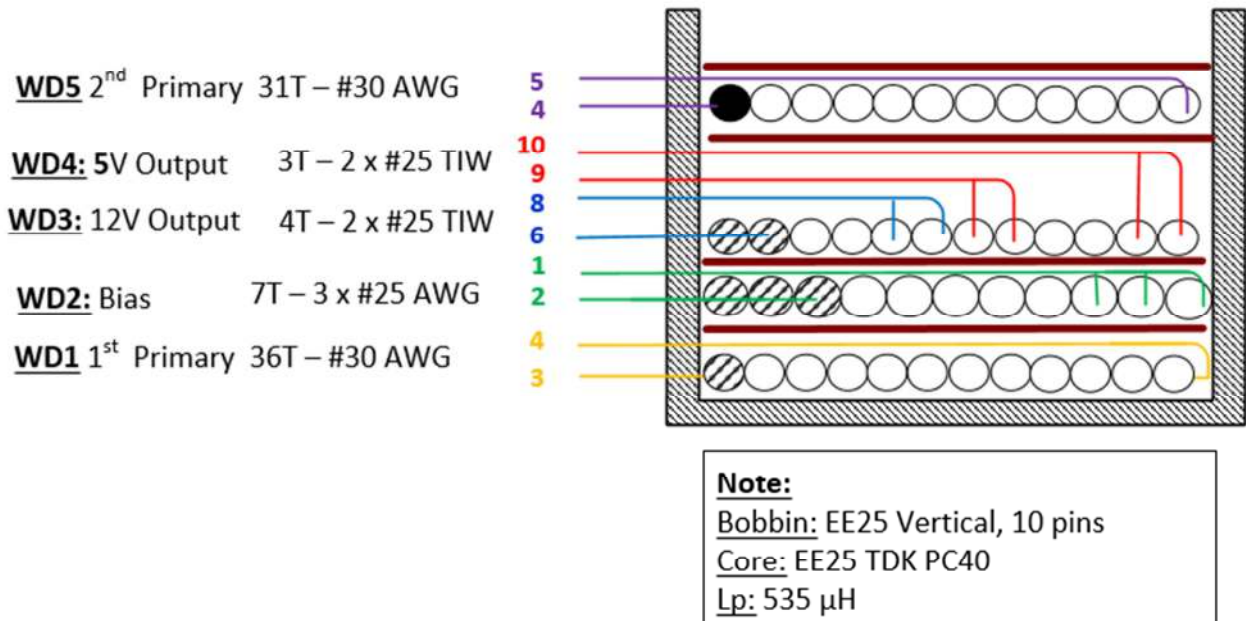 WD5 2nd Primary 31T – #30 AWG
5
4
WD4: 5V Output 3T – 2 x #25 TIW
10
9
WD3: 12V Output 4T – 2 x #25 TIW
8
6
WD2: Bias 7T – 3 x #25 AWG
1
2
WD1 1st Primary 36T – #30 AWG
4
3
Note:
Bobbin: EE25 Vertical, 10 pins
Core: EE25 TDK PC40
Lp: 535 µH